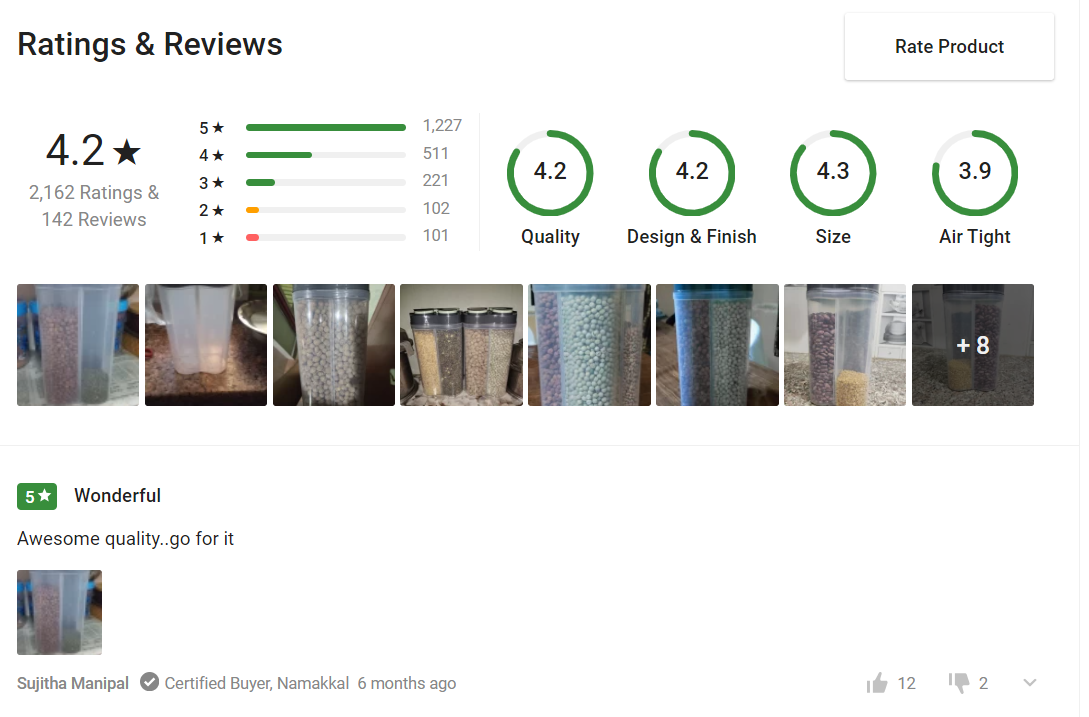 Ratings & Reviews
Rate Product
4.2★
2,162 Ratings &
142 Reviews
5★ 1,227
4★ 511
3★ 221
2★ 102
1★ 101
4.2
Quality
4.2
Design & Finish
4.3
Size
3.9
Air Tight
+ 8
5★ Wonderful
Awesome quality..go for it
Sujitha Manipal Certified Buyer, Namakkal 6 months ago 12 2